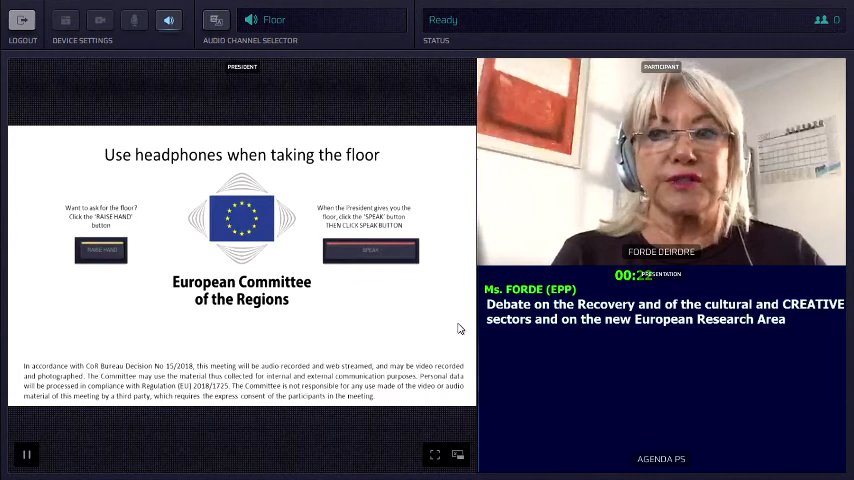 Floor
Ready
0
LOGOUT
DEVICE SETTINGS
AUDIO CHANNEL SELECTOR
STATUS
PRESIDENT
PARTICIPANT
Use headphones when taking the floor
Want to ask for the floor?
Click the 'RAISE HAND'
button
RAISE HAND
When the President gives you the
floor, click the 'SPEAK' button
THEN CLICK SPEAK BUTTON
SPEAK
European Committee
of the Regions
In accordance with CoR Bureau Decision No 15/2018, this meeting will be audio recorded and web streamed, and may be video recorded
and photographed. The Committee may use the material thus collected for internal and external communication purposes. Personal data
will be processed in compliance with Regulation (EU) 2018/1725. The Committee is not responsible for any use made of the video or audio
material of this meeting by a third party, which requires the express consent of the participants in the meeting.
FORDE DEIRDRE
00:22
PRESENTATION
Ms. FORDE (EPP)
Debate on the Recovery and of the cultural and CREATIVE
sectors and on the new European Research Area
AGENDA PS